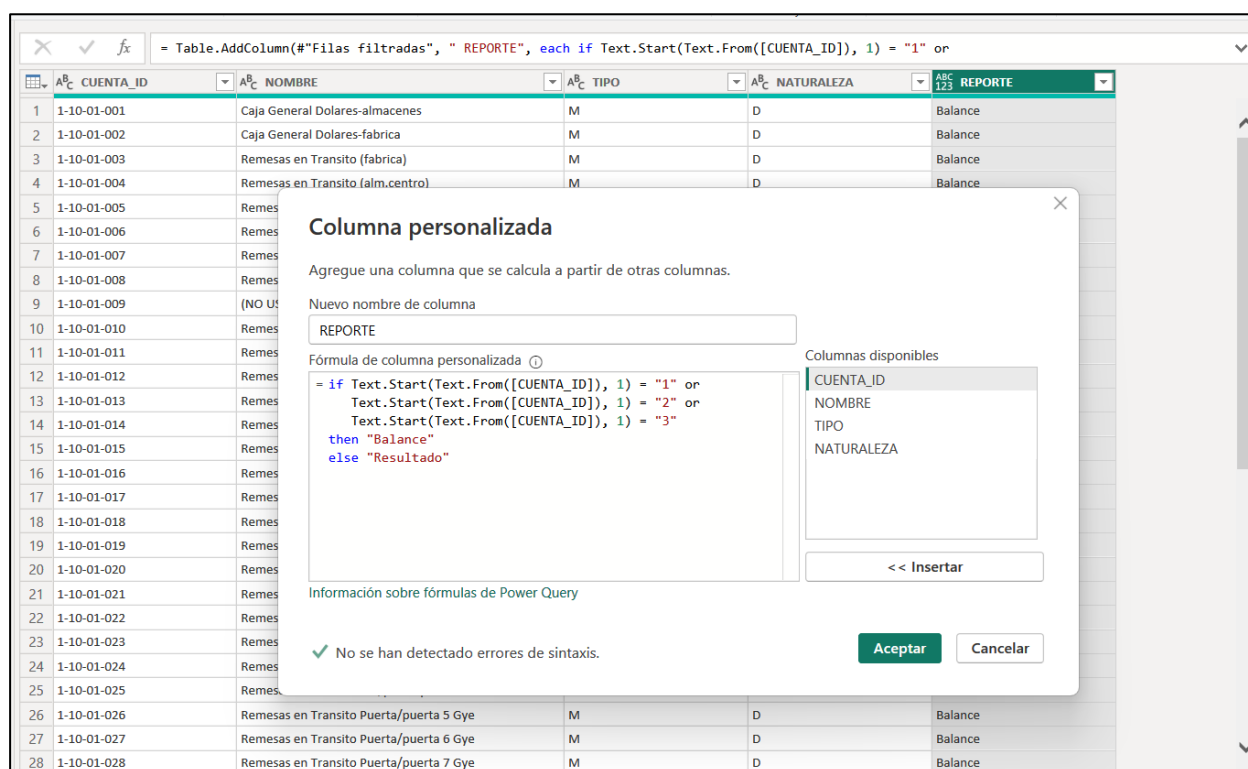 fx = Table.AddColumn(#"Filas filtradas", " REPORTE", each if Text.Start(Text.From([CUENTA_ID]), 1) = "1" or
ABC CUENTA_ID ABC NOMBRE ABC TIPO ABC NATURALEZA ABC 123 REPORTE
1 1-10-01-001 Caja General Dolares-almacenes M D Balance
2 1-10-01-002 Caja General Dolares-fabrica M D Balance
3 1-10-01-003 Remesas en Transito (fabrica) M D Balance
4 1-10-01-004 Remesas en Transito (alm.centro) M D Balance
5 1-10-01-005 Remes
6 1-10-01-006 Remes
7 1-10-01-007 Remes
8 1-10-01-008 Remes
9 1-10-01-009 (NO US
10 1-10-01-010 Remes
11 1-10-01-011 Remes
12 1-10-01-012 Remes
13 1-10-01-013 Remes
14 1-10-01-014 Remes
15 1-10-01-015 Remes
16 1-10-01-016 Remes
17 1-10-01-017 Remes
18 1-10-01-018 Remes
19 1-10-01-019 Remes
20 1-10-01-020 Remes
21 1-10-01-021 Remes
22 1-10-01-022 Remes
23 1-10-01-023 Remes
24 1-10-01-024 Remes
25 1-10-01-025 Remes
26 1-10-01-026 Remesas en Transito Puerta/puerta 5 Gye M D Balance
27 1-10-01-027 Remesas en Transito Puerta/puerta 6 Gye M D Balance
28 1-10-01-028 Remesas en Transito Puerta/puerta 7 Gye M D Balance
Columna personalizada
Agregue una columna que se calcula a partir de otras columnas.
Nuevo nombre de columna
REPORTE
Fórmula de columna personalizada
= if Text.Start(Text.From([CUENTA_ID]), 1) = "1" or
Text.Start(Text.From([CUENTA_ID]), 1) = "2" or
Text.Start(Text.From([CUENTA_ID]), 1) = "3"
then "Balance"
else "Resultado"
Columnas disponibles
CUENTA_ID
NOMBRE
TIPO
NATURALEZA
<< Insertar
Información sobre fórmulas de Power Query
No se han detectado errores de sintaxis.
Aceptar Cancelar